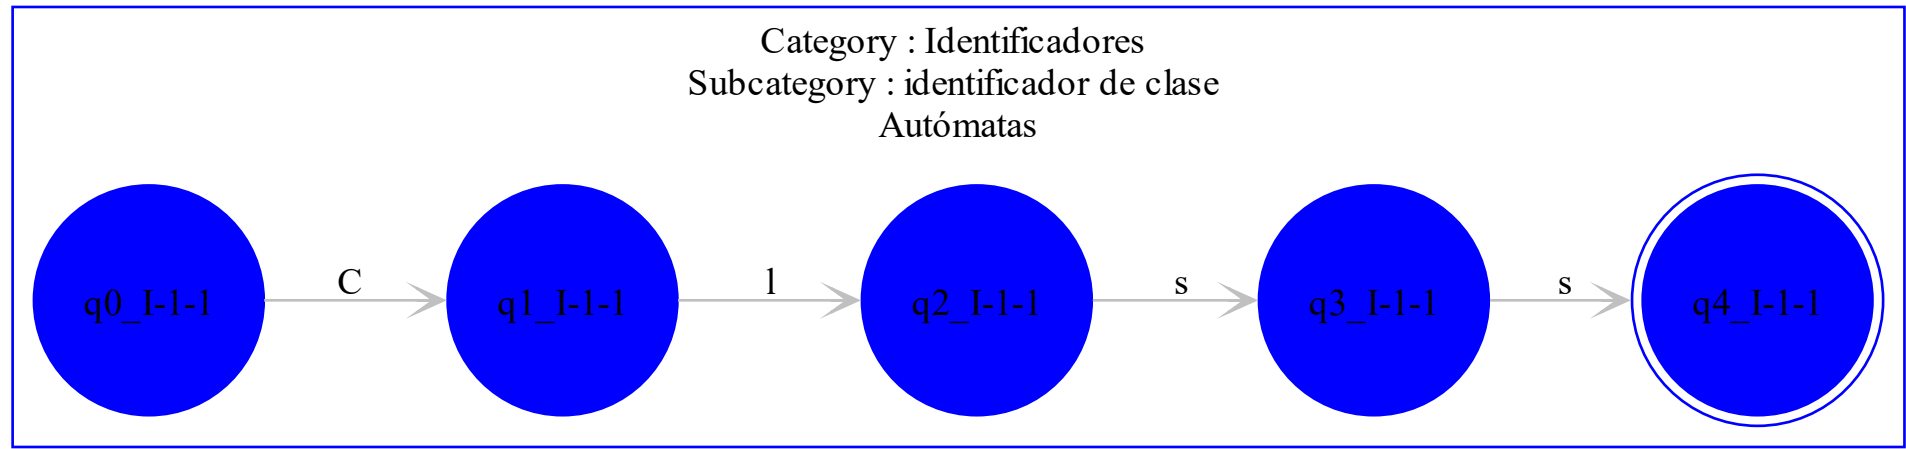 Category : Identificadores
Subcategory : identificador de clase
Autómatas
C
l
s
s
q0_I-1-1
q1_I-1-1
q2_I-1-1
q3_I-1-1
q4_I-1-1